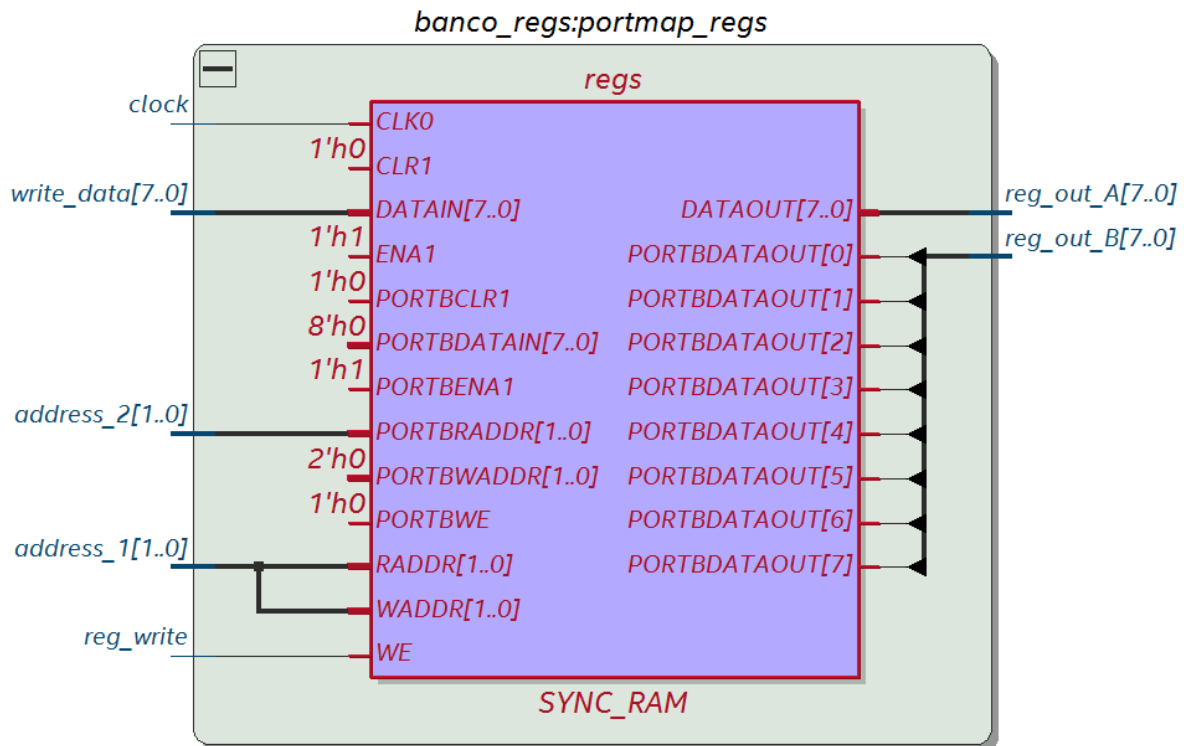 banco_regs:portmap_regs
regs
clock
CLK0
1'h0
CLR1
write_data[7..0]
DATAIN[7..0]
DATAOUT[7..0]
reg_out_A[7..0]
1'h1
ENA1
PORTBDATAOUT[0]
reg_out_B[7..0]
1'h0
PORTBCLR1
PORTBDATAOUT[1]
8'h0
PORTBDATAIN[7..0]
PORTBDATAOUT[2]
1'h1
PORTBENA1
PORTBDATAOUT[3]
address_2[1..0]
PORTBRADDR[1..0]
PORTBDATAOUT[4]
2'h0
PORTBWADDR[1..0]
PORTBDATAOUT[5]
1'h0
PORTBWE
PORTBDATAOUT[6]
address_1[1..0]
RADDR[1..0]
PORTBDATAOUT[7]
WADDR[1..0]
reg_write
WE
SYNC_RAM